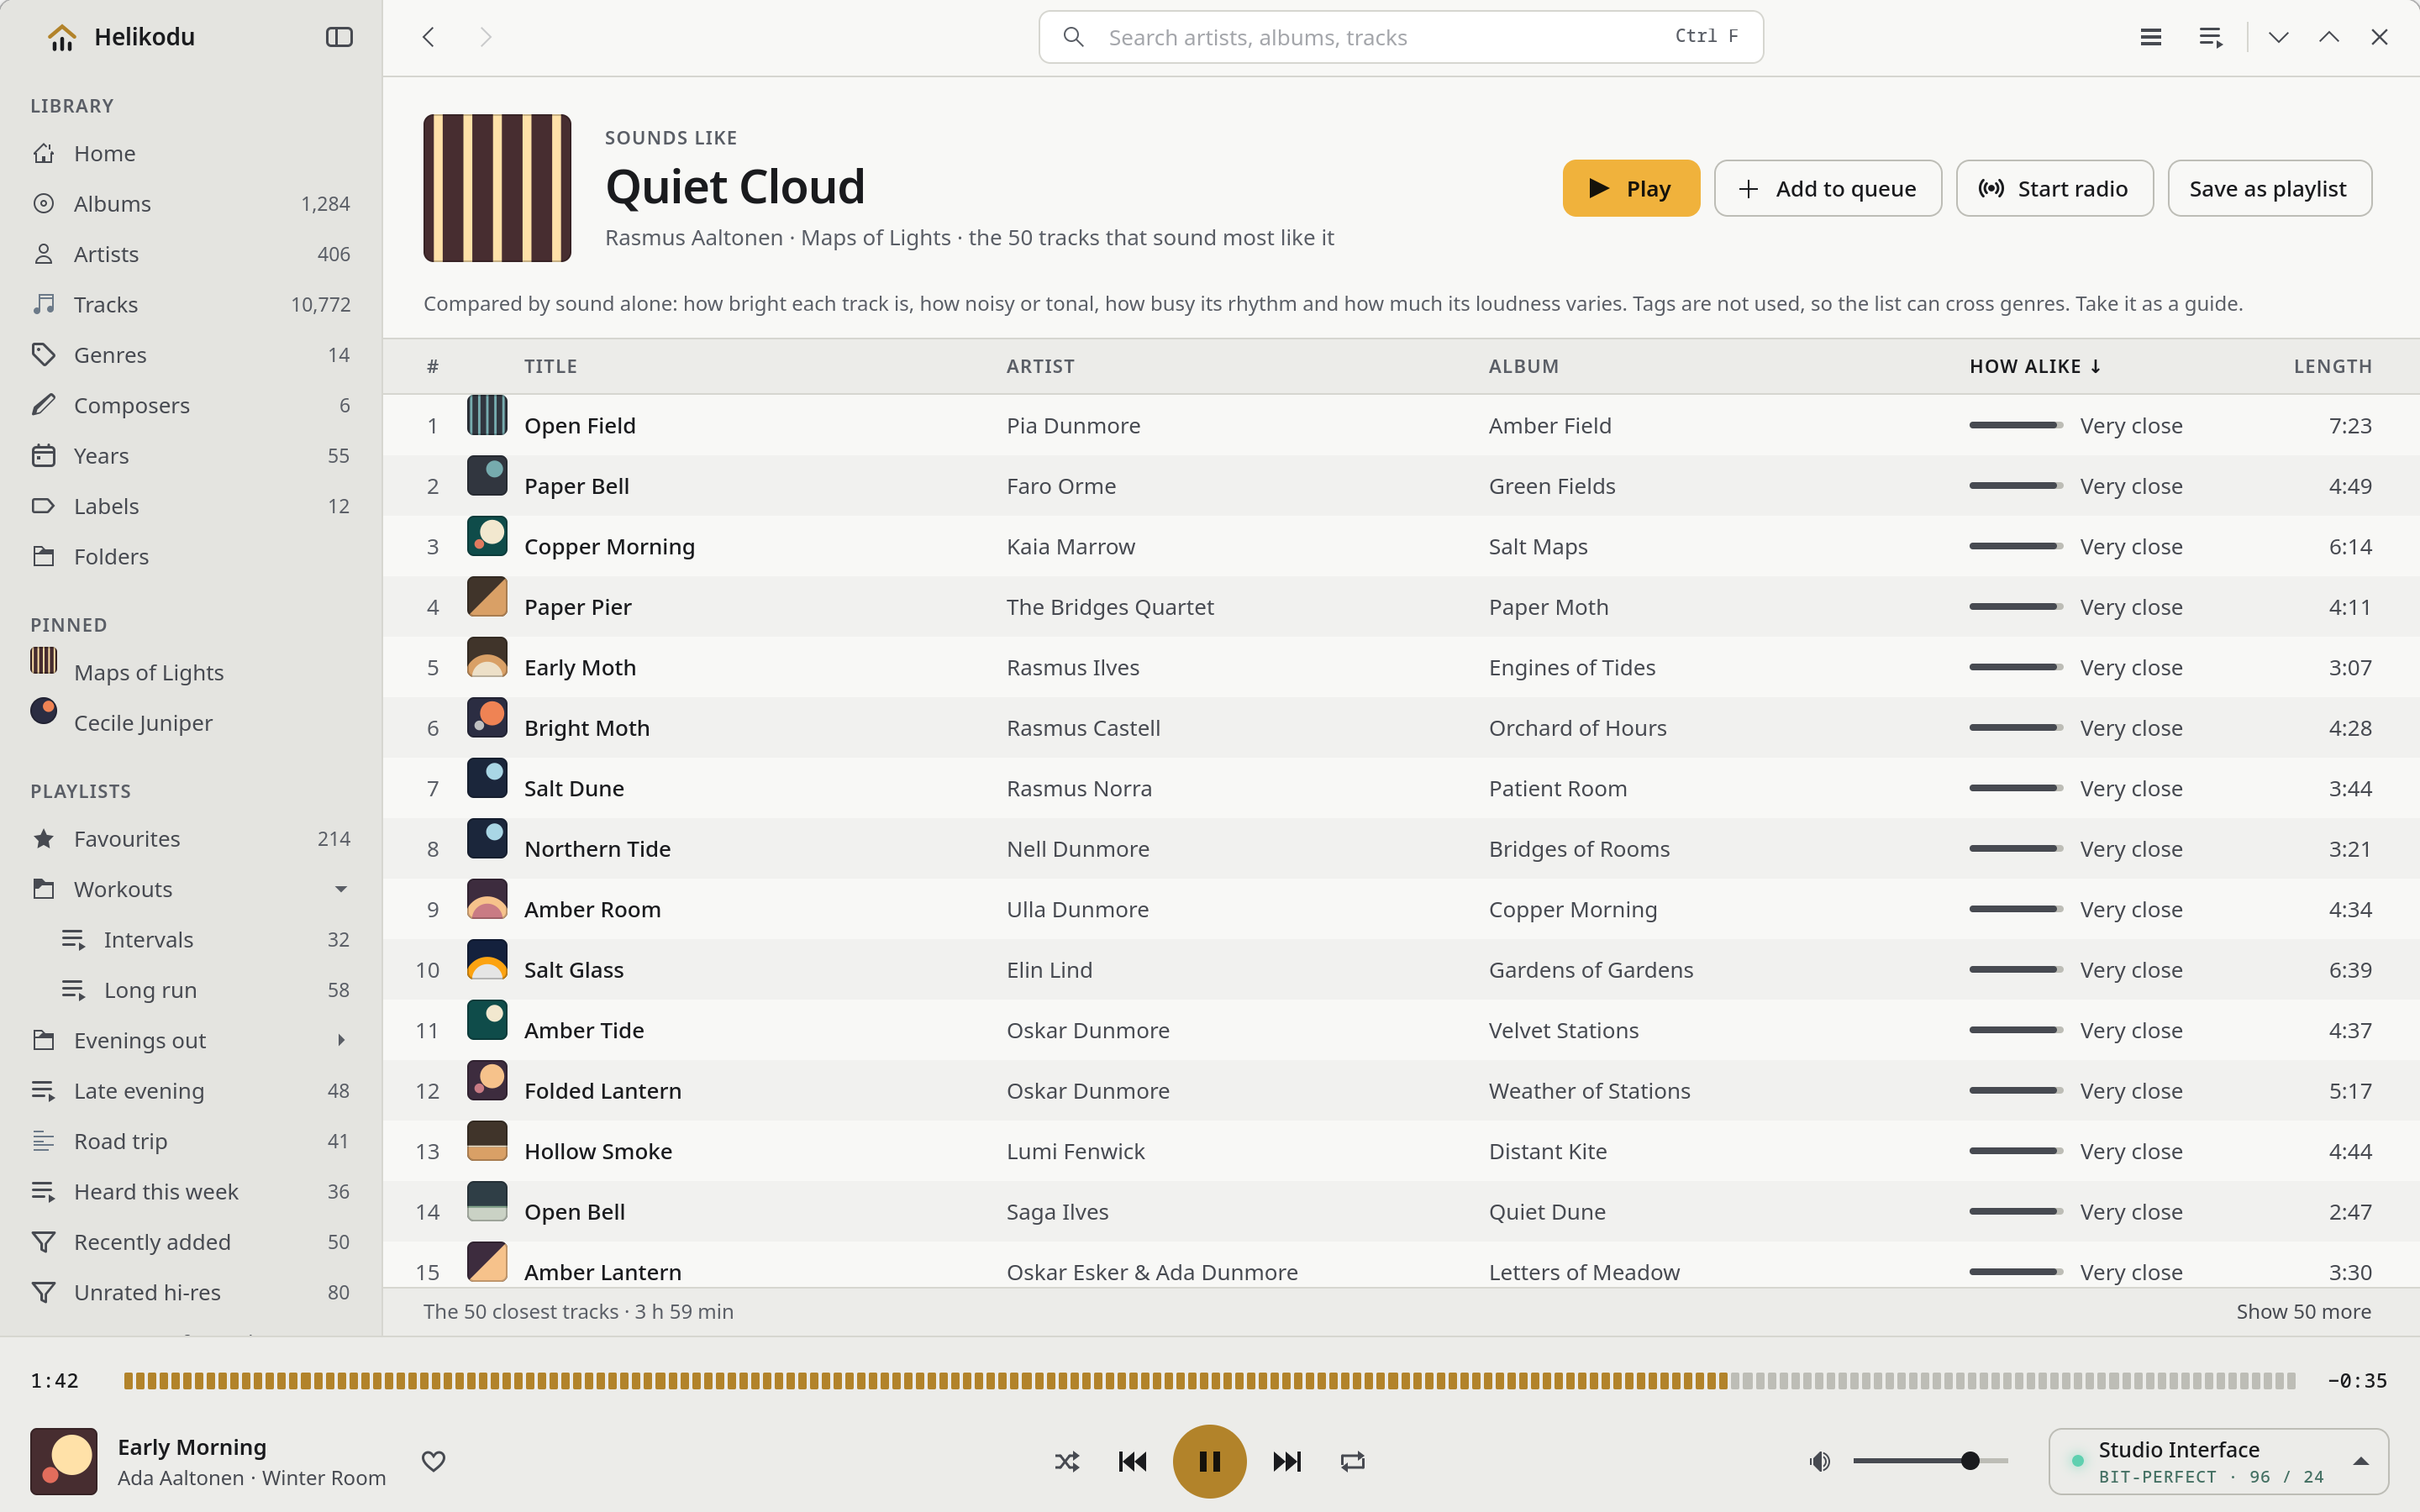 Helikodu
Search artists, albums, tracks
Ctrl F
LIBRARY
Home
Albums 1,284
Artists 406
Tracks 10,772
Genres 14
Composers 6
Years 55
Labels 12
Folders
PINNED
Maps of Lights
Cecile Juniper
PLAYLISTS
Favourites 214
Workouts
Intervals 32
Long run 58
Evenings out
Late evening 48
Road trip 41
Heard this week 36
Recently added 50
Unrated hi-res 80
SOUNDS LIKE
Quiet Cloud
Rasmus Aaltonen · Maps of Lights · the 50 tracks that sound most like it
Play
Add to queue
Start radio
Save as playlist
Compared by sound alone: how bright each track is, how noisy or tonal, how busy its rhythm and how much its loudness varies. Tags are not used, so the list can cross genres. Take it as a guide.
# TITLE ARTIST ALBUM HOW ALIKE ↓ LENGTH
1 Open Field Pia Dunmore Amber Field Very close 7:23
2 Paper Bell Faro Orme Green Fields Very close 4:49
3 Copper Morning Kaia Marrow Salt Maps Very close 6:14
4 Paper Pier The Bridges Quartet Paper Moth Very close 4:11
5 Early Moth Rasmus Ilves Engines of Tides Very close 3:07
6 Bright Moth Rasmus Castell Orchard of Hours Very close 4:28
7 Salt Dune Rasmus Norra Patient Room Very close 3:44
8 Northern Tide Nell Dunmore Bridges of Rooms Very close 3:21
9 Amber Room Ulla Dunmore Copper Morning Very close 4:34
10 Salt Glass Elin Lind Gardens of Gardens Very close 6:39
11 Amber Tide Oskar Dunmore Velvet Stations Very close 4:37
12 Folded Lantern Oskar Dunmore Weather of Stations Very close 5:17
13 Hollow Smoke Lumi Fenwick Distant Kite Very close 4:44
14 Open Bell Saga Ilves Quiet Dune Very close 2:47
15 Amber Lantern Oskar Esker & Ada Dunmore Letters of Meadow Very close 3:30
The 50 closest tracks · 3 h 59 min
Show 50 more
1:42
−0:35
Early Morning
Ada Aaltonen · Winter Room
Studio Interface
BIT-PERFECT · 96 / 24